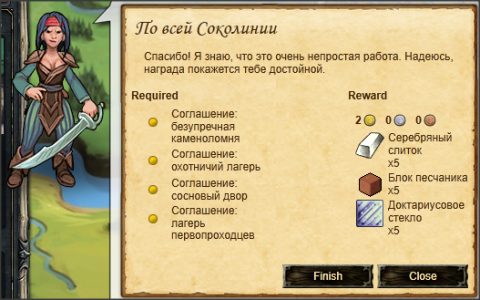 По всей Соколинии
Спасибо! Я знаю, что это очень непростая работа. Надеюсь,
награда покажется тебе достойной.
Required
Соглашение:
безупречная
каменоломня
Соглашение:
охотничий лагерь
Соглашение:
сосновый двор
Соглашение:
лагерь
первопроходцев
Reward
2 0 0
Серебряный
слиток
x5
Блок песчаника
x5
Доктариусовое
стекло
x5
Finish
Close